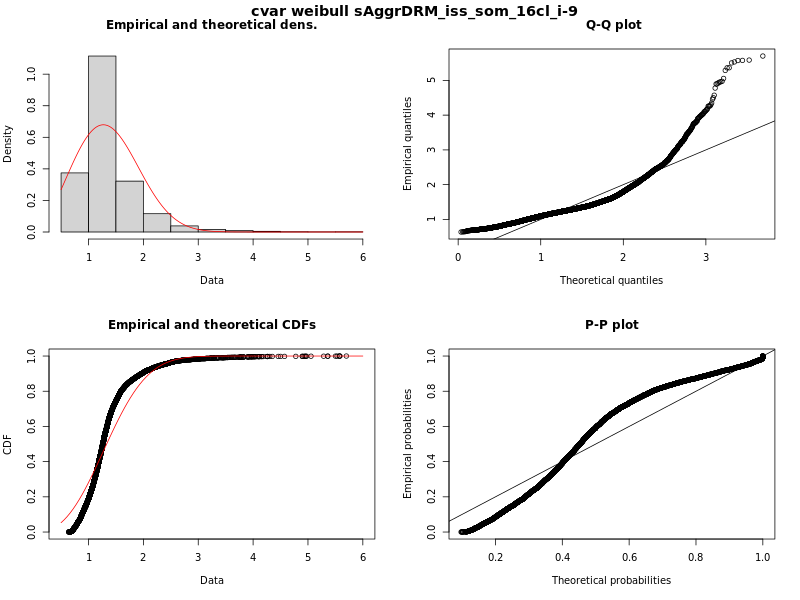 cvar weibull sAggrDRM_iss_som_16cl_i-9
Empirical and theoretical dens.
Density
0.0 0.2 0.4 0.6 0.8 1.0
1 2 3 4 5 6
Data
Q-Q plot
Empirical quantiles
1 2 3 4 5
0 1 2 3
Theoretical quantiles
Empirical and theoretical CDFs
CDF
0.0 0.2 0.4 0.6 0.8 1.0
1 2 3 4 5 6
Data
P-P plot
Empirical probabilities
0.0 0.2 0.4 0.6 0.8 1.0
0.2 0.4 0.6 0.8 1.0
Theoretical probabilities